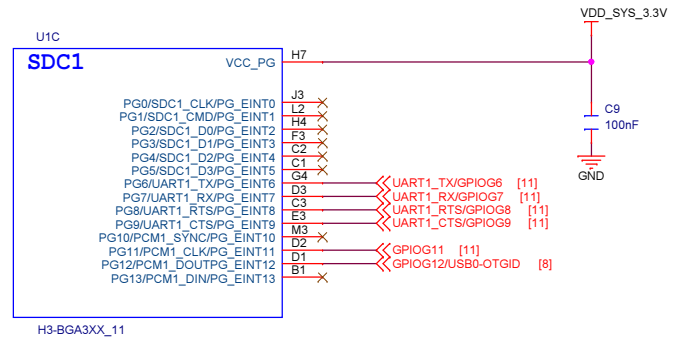 VDD_SYS_3.3V
U1C
SDC1
VCC_PG H7
PG0/SDC1_CLK/PG_EINT0 J3
PG1/SDC1_CMD/PG_EINT1 L2
PG2/SDC1_D0/PG_EINT2 H4
PG3/SDC1_D1/PG_EINT3 F3
PG4/SDC1_D2/PG_EINT4 C2
PG5/SDC1_D3/PG_EINT5 C1
PG6/UART1_TX/PG_EINT6 G4 UART1_TX/GPIOG6 [11]
PG7/UART1_RX/PG_EINT7 D3 UART1_RX/GPIOG7 [11]
PG8/UART1_RTS/PG_EINT8 C3 UART1_RTS/GPIOG8 [11]
PG9/UART1_CTS/PG_EINT9 E3 UART1_CTS/GPIOG9 [11]
PG10/PCM1_SYNC/PG_EINT10 M3
PG11/PCM1_CLK/PG_EINT11 D2 GPIOG11 [11]
PG12/PCM1_DOUTPG_EINT12 D1 GPIOG12/USB0-OTGID [8]
PG13/PCM1_DIN/PG_EINT13 B1
C9
100nF
GND
H3-BGA3XX_11